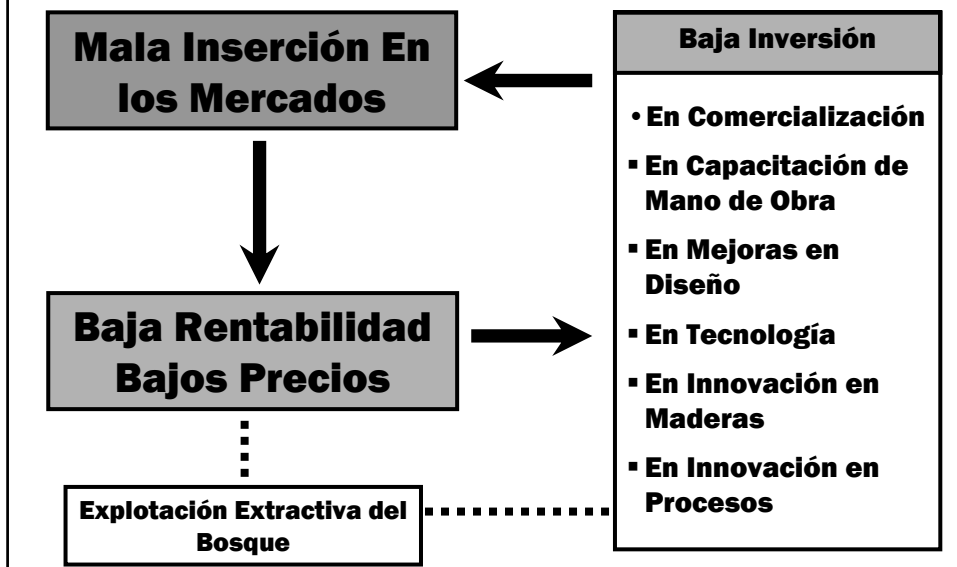 Mala Inserción En
los Mercados
Baja Rentabilidad
Bajos Precios
Explotación Extractiva del
Bosque
Baja Inversión
• En Comercialización
▪ En Capacitación de
Mano de Obra
▪ En Mejoras en
Diseño
▪ En Tecnología
▪ En Innovación en
Maderas
▪ En Innovación en
Procesos